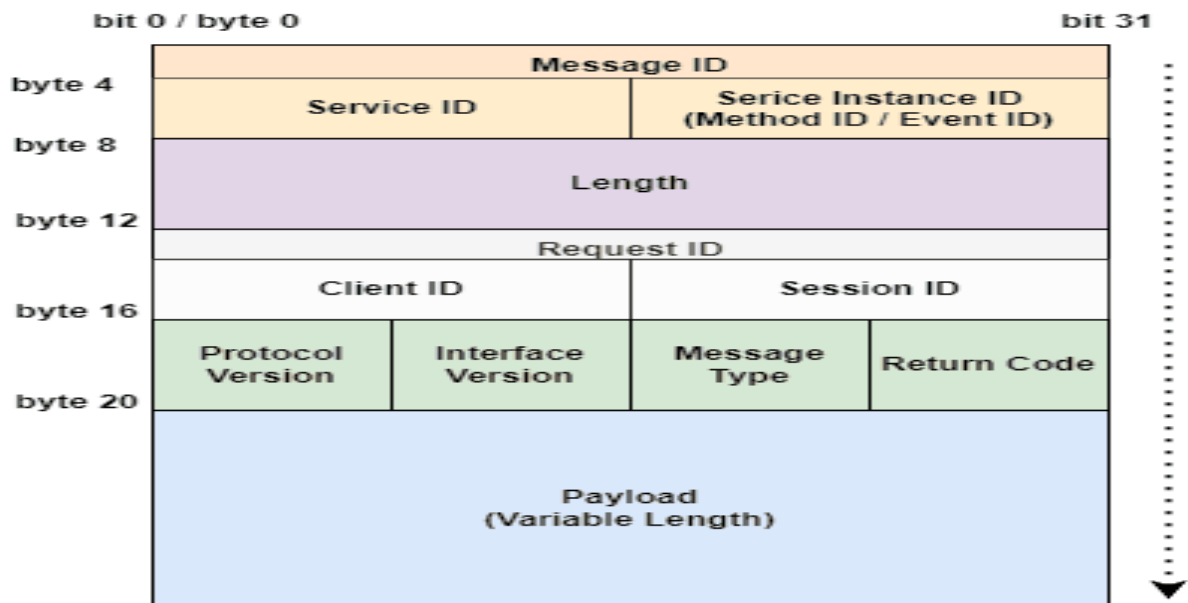 bit 0 / byte 0
bit 31
Message ID
byte 4
Service ID
Serice Instance ID
(Method ID / Event ID)
byte 8
Length
byte 12
Request ID
Client ID
Session ID
byte 16
Protocol
Version
Interface
Version
Message
Type
Return Code
byte 20
Payload
(Variable Length)